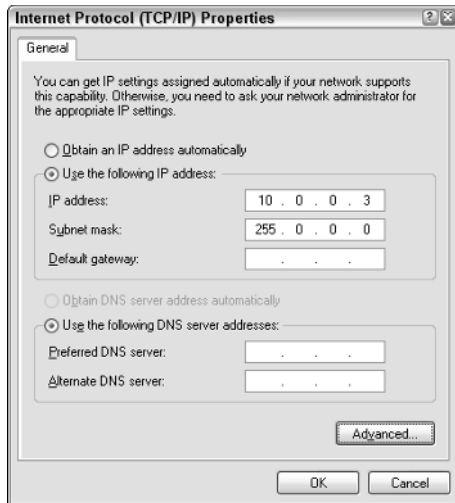 Internet Protocol (TCP/IP) Properties
General
You can get IP settings assigned automatically if your network supports
this capability. Otherwise, you need to ask your network administrator for
the appropriate IP settings.
Obtain an IP address automatically
Use the following IP address:
IP address: 10 . 0 . 0 . 3
Subnet mask: 255 . 0 . 0 . 0
Default gateway: . . .
Obtain DNS server address automatically
Use the following DNS server addresses:
Preferred DNS server: . . .
Alternate DNS server: . . .
Advanced...
OK Cancel